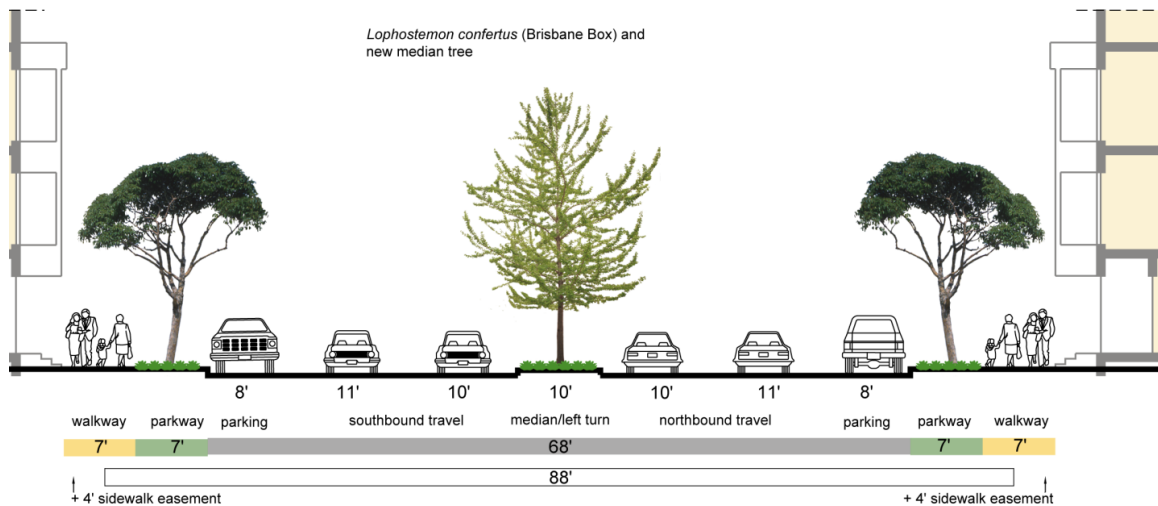 Lophostemon confertus (Brisbane Box) and
new median tree
8' 11' 10' 10' 10' 11' 8'
walkway parkway parking southbound travel median/left turn northbound travel parking parkway walkway
7' 7' 68' 7' 7'
88'
+ 4' sidewalk easement + 4' sidewalk easement